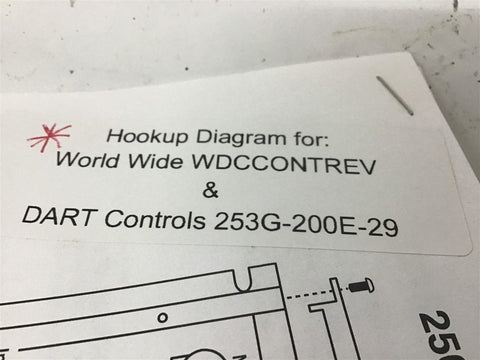 Hookup Diagram for:
World Wide WDCCONTREV
&
DART Controls 253G-200E-29